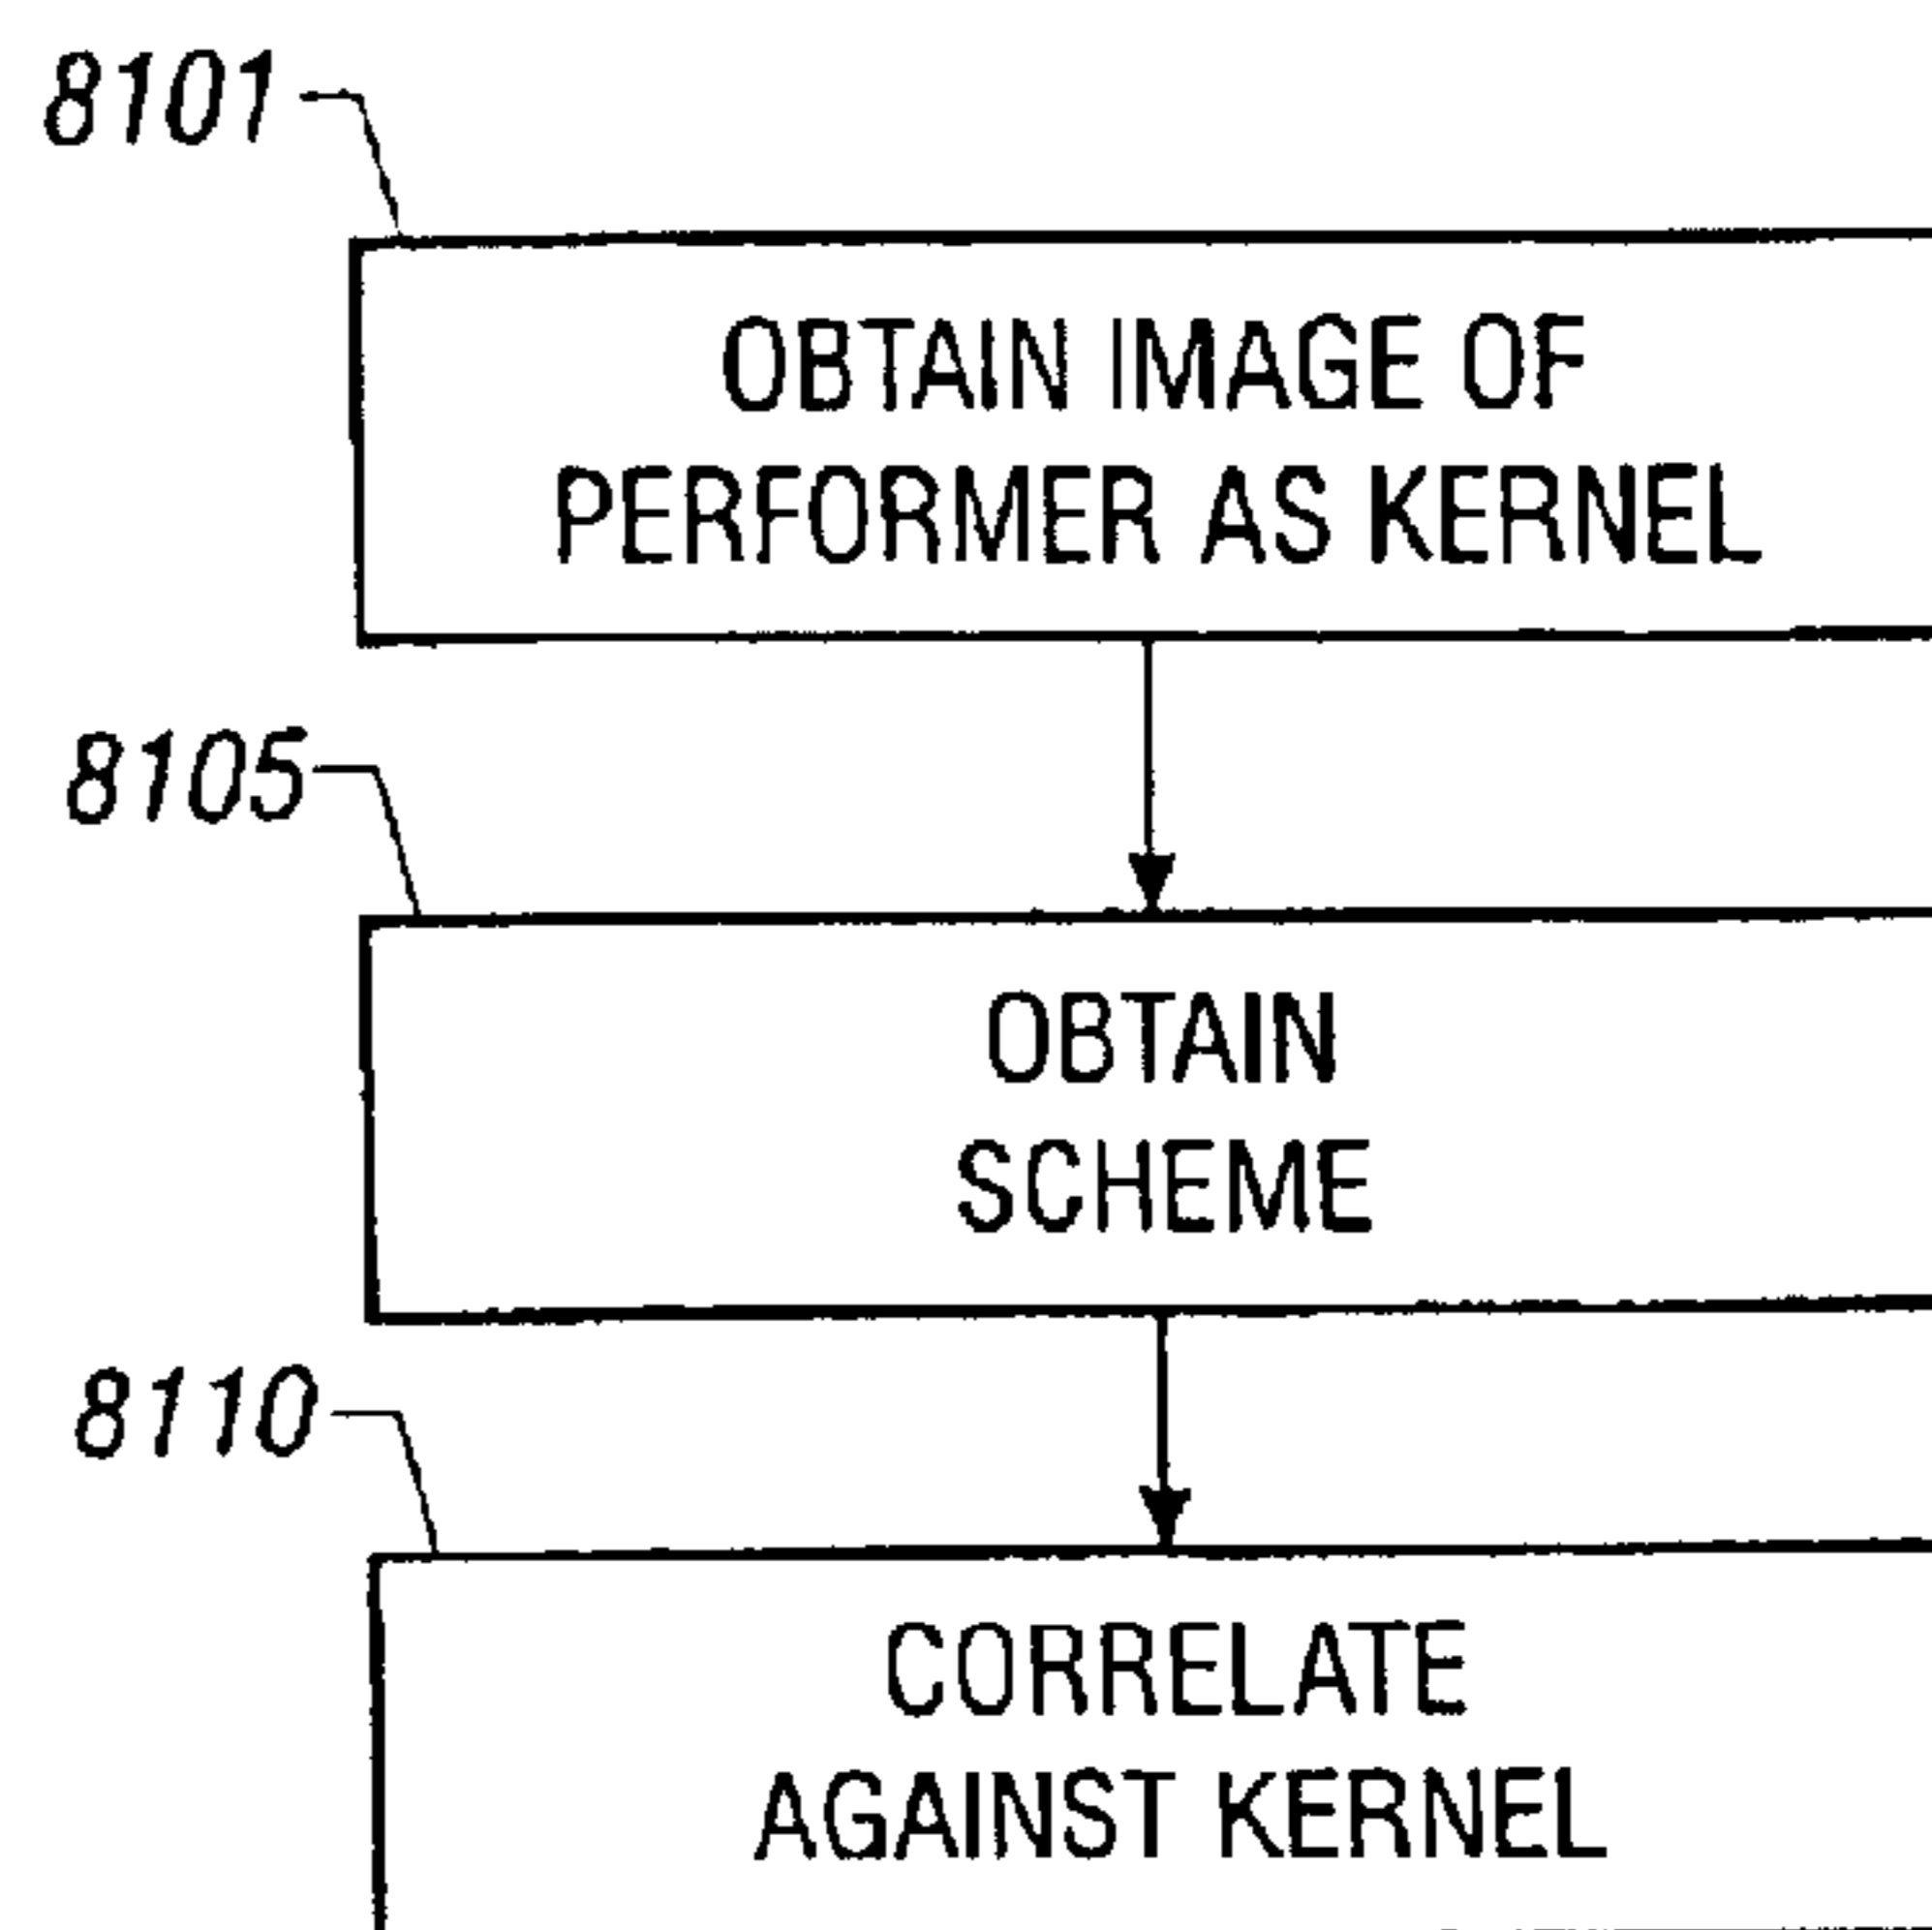 8101
OBTAIN IMAGE OF
PERFORMER AS KERNEL
8105
OBTAIN
SCHEME
8110
CORRELATE
AGAINST KERNEL